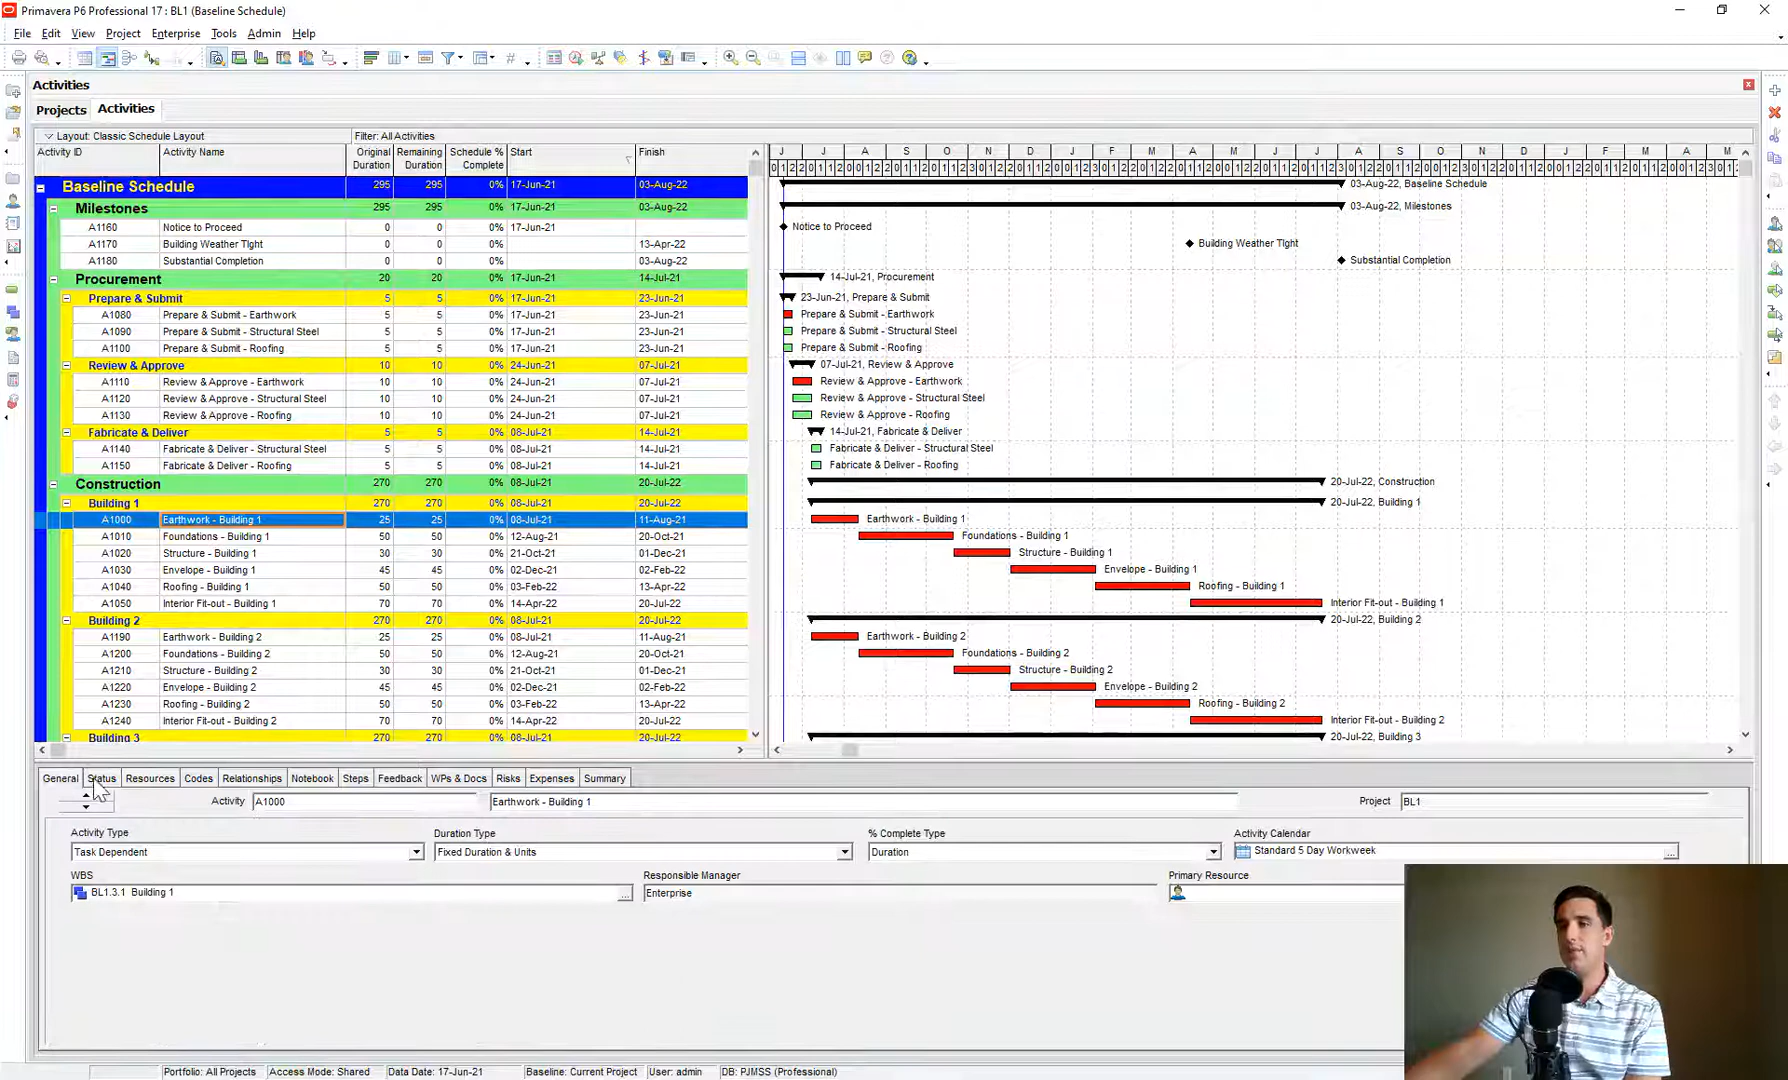 Primavera P6 Professional 17 : BL1 (Baseline Schedule)
File Edit View Project Enterprise Tools Admin Help
Activities
Projects Activities
Layout: Classic Schedule Layout Filter: All Activities
Activity ID Activity Name Original Duration Remaining Duration Schedule % Complete Start Finish
J J A S O N D J F M A M J J A S O N D J F M A M
Baseline Schedule 295 295 0% 17-Jun-21 03-Aug-22 03-Aug-22, Baseline Schedule
Milestones 295 295 0% 17-Jun-21 03-Aug-22 03-Aug-22, Milestones
A1160 Notice to Proceed 0 0 0% 17-Jun-21 Notice to Proceed
A1170 Building Weather TIght 0 0 0% 13-Apr-22 Building Weather TIght
A1180 Substantial Completion 0 0 0% 03-Aug-22 Substantial Completion
Procurement 20 20 0% 17-Jun-21 14-Jul-21 14-Jul-21, Procurement
Prepare & Submit 5 5 0% 17-Jun-21 23-Jun-21 23-Jun-21, Prepare & Submit
A1080 Prepare & Submit - Earthwork 5 5 0% 17-Jun-21 23-Jun-21 Prepare & Submit - Earthwork
A1090 Prepare & Submit - Structural Steel 5 5 0% 17-Jun-21 23-Jun-21 Prepare & Submit - Structural Steel
A1100 Prepare & Submit - Roofing 5 5 0% 17-Jun-21 23-Jun-21 Prepare & Submit - Roofing
Review & Approve 10 10 0% 24-Jun-21 07-Jul-21 07-Jul-21, Review & Approve
A1110 Review & Approve - Earthwork 10 10 0% 24-Jun-21 07-Jul-21 Review & Approve - Earthwork
A1120 Review & Approve - Structural Steel 10 10 0% 24-Jun-21 07-Jul-21 Review & Approve - Structural Steel
A1130 Review & Approve - Roofing 10 10 0% 24-Jun-21 07-Jul-21 Review & Approve - Roofing
Fabricate & Deliver 5 5 0% 08-Jul-21 14-Jul-21 14-Jul-21, Fabricate & Deliver
A1140 Fabricate & Deliver - Structural Steel 5 5 0% 08-Jul-21 14-Jul-21 Fabricate & Deliver - Structural Steel
A1150 Fabricate & Deliver - Roofing 5 5 0% 08-Jul-21 14-Jul-21 Fabricate & Deliver - Roofing
Construction 270 270 0% 08-Jul-21 20-Jul-22 20-Jul-22, Construction
Building 1 270 270 0% 08-Jul-21 20-Jul-22 20-Jul-22, Building 1
A1000 Earthwork - Building 1 25 25 0% 08-Jul-21 11-Aug-21 Earthwork - Building 1
A1010 Foundations - Building 1 50 50 0% 12-Aug-21 20-Oct-21 Foundations - Building 1
A1020 Structure - Building 1 30 30 0% 21-Oct-21 01-Dec-21 Structure - Building 1
A1030 Envelope - Building 1 45 45 0% 02-Dec-21 02-Feb-22 Envelope - Building 1
A1040 Roofing - Building 1 50 50 0% 03-Feb-22 13-Apr-22 Roofing - Building 1
A1050 Interior Fit-out - Building 1 70 70 0% 14-Apr-22 20-Jul-22 Interior Fit-out - Building 1
Building 2 270 270 0% 08-Jul-21 20-Jul-22 20-Jul-22, Building 2
A1190 Earthwork - Building 2 25 25 0% 08-Jul-21 11-Aug-21 Earthwork - Building 2
A1200 Foundations - Building 2 50 50 0% 12-Aug-21 20-Oct-21 Foundations - Building 2
A1210 Structure - Building 2 30 30 0% 21-Oct-21 01-Dec-21 Structure - Building 2
A1220 Envelope - Building 2 45 45 0% 02-Dec-21 02-Feb-22 Envelope - Building 2
A1230 Roofing - Building 2 50 50 0% 03-Feb-22 13-Apr-22 Roofing - Building 2
A1240 Interior Fit-out - Building 2 70 70 0% 14-Apr-22 20-Jul-22 Interior Fit-out - Building 2
Building 3 270 270 0% 08-Jul-21 20-Jul-22 20-Jul-22, Building 3
General Status Resources Codes Relationships Notebook Steps Feedback WPs & Docs Risks Expenses Summary
Activity A1000 Earthwork - Building 1 Project BL1
Activity Type Duration Type % Complete Type Activity Calendar
Task Dependent Fixed Duration & Units Duration Standard 5 Day Workweek
WBS Responsible Manager Primary Resource
BL1.3.1 Building 1 Enterprise
Portfolio: All Projects Access Mode: Shared Data Date: 17-Jun-21 Baseline: Current Project User: admin DB: PJMSS (Professional)